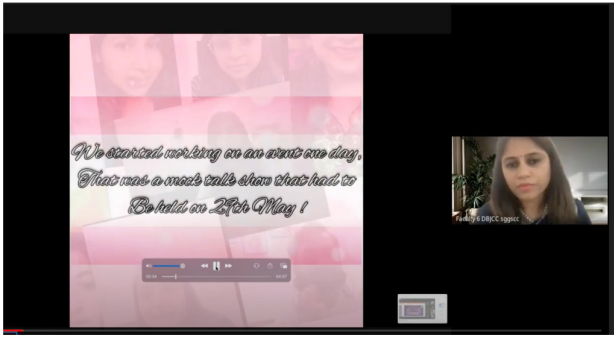 We started working on an event one day,
That was a mock talk show that had to
Be held on 29th May !
Faculty 6 DBJCC sggscc